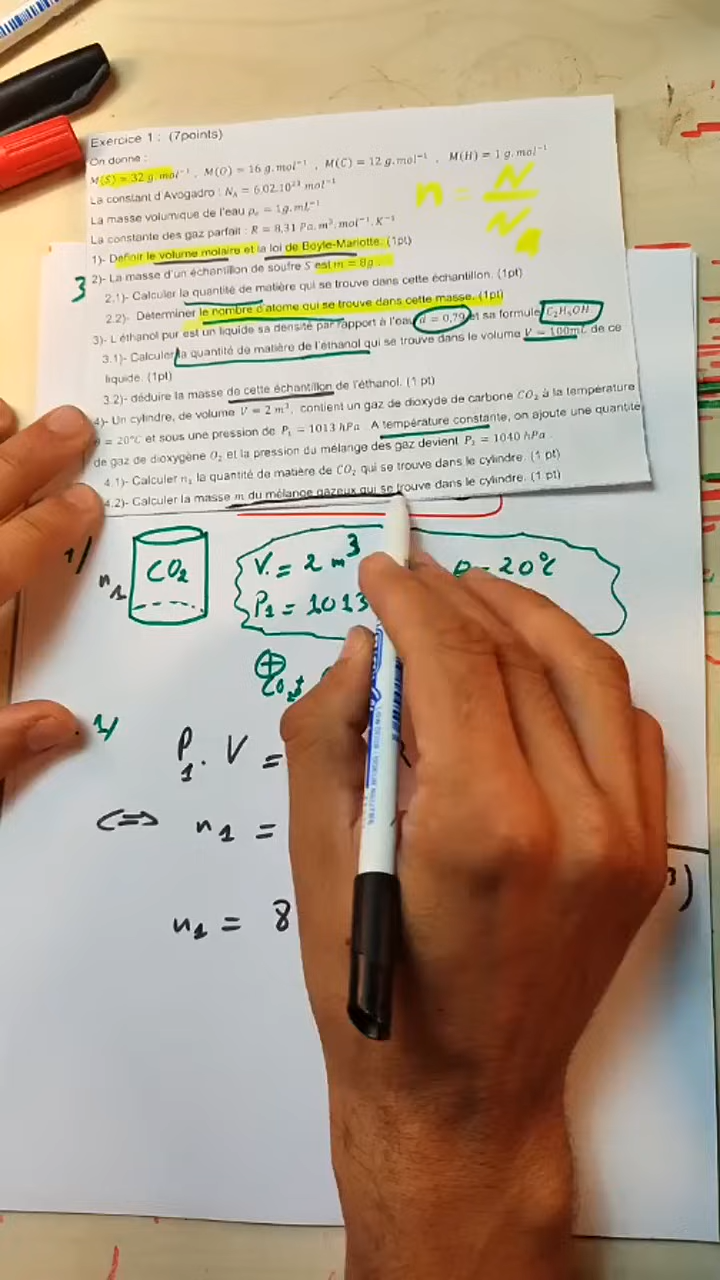 Exercice 1 : (7points)
On donne :
M(S) = 32 g.mol⁻¹ , M(O) = 16 g.mol⁻¹ , M(C) = 12 g.mol⁻¹ , M(H) = 1 g.mol⁻¹
La constant d'Avogadro : N_A = 6.02.10²³ mol⁻¹
La masse volumique de l'eau ρₑ = 1g.mL⁻¹
La constante des gaz parfait : R = 8,31 Pa.m³.mol⁻¹.K⁻¹
n = N / N_a
1)- Définir le volume molaire et la loi de Boyle-Mariotte. (1pt)
3
2)- La masse d'un échantillon de soufre S est m = 8g .
2.1)- Calculer la quantité de matière qui se trouve dans cette échantillon. (1pt)
2.2)- Déterminer le nombre d'atome qui se trouve dans cette masse. (1pt)
3)- L'éthanol pur est un liquide sa densité par rapport à l'eau d = 0,79 et sa formule C₂H₅OH.
3.1)- Calculer la quantité de matière de l'éthanol qui se trouve dans le volume V = 100mL de ce
liquide. (1pt)
3.2)- déduire la masse de cette échantillon de l'éthanol. (1 pt)
4)- Un cylindre, de volume V = 2 m³, contient un gaz de dioxyde de carbone CO₂ à la température
= 20°C et sous une pression de P₁ = 1013 hPa . A température constante, on ajoute une quantité
de gaz de dioxygène O₂ et la pression du mélange des gaz devient = 1040 hPa .
4.1)- Calculer n₁ la quantité de matière de CO₂ qui se trouve dans le cylindre. (1 pt)
4.2)- Calculer la masse m du mélange gazeux qui se trouve dans le cylindre. (1 pt)
1/
n₁ CO₂
V = 2 m³ = 20°C
P₁ = 1013
⊕
1/
P₁ . V =
<=> n₁ =
n₁ = 8